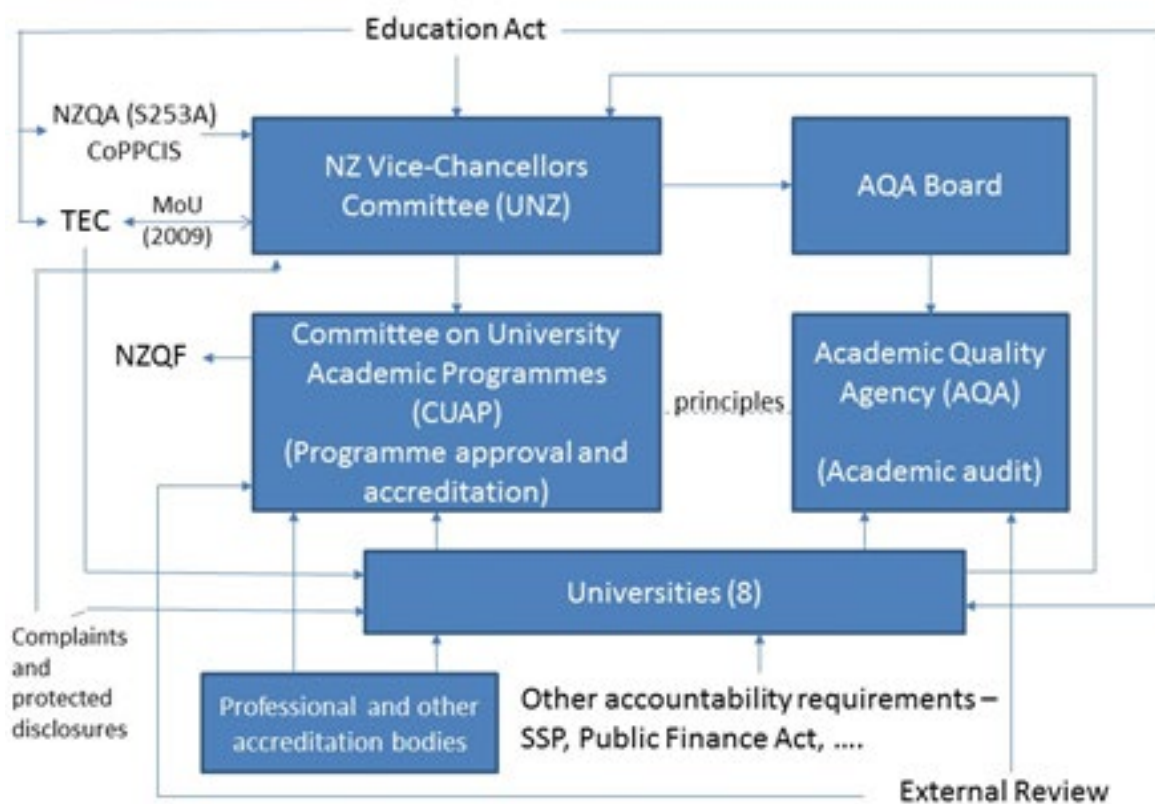 Education Act
NZQA (S253A)
CoPPCIS
NZ Vice-Chancellors
Committee (UNZ)
AQA Board
TEC
MoU
(2009)
NZQF
Committee on University
Academic Programmes
(CUAP)
(Programme approval and
accreditation)
principles
Academic Quality
Agency (AQA)
(Academic audit)
Universities (8)
Complaints
and
protected
disclosures
Professional and other
accreditation bodies
Other accountability requirements –
SSP, Public Finance Act, ....
External Review